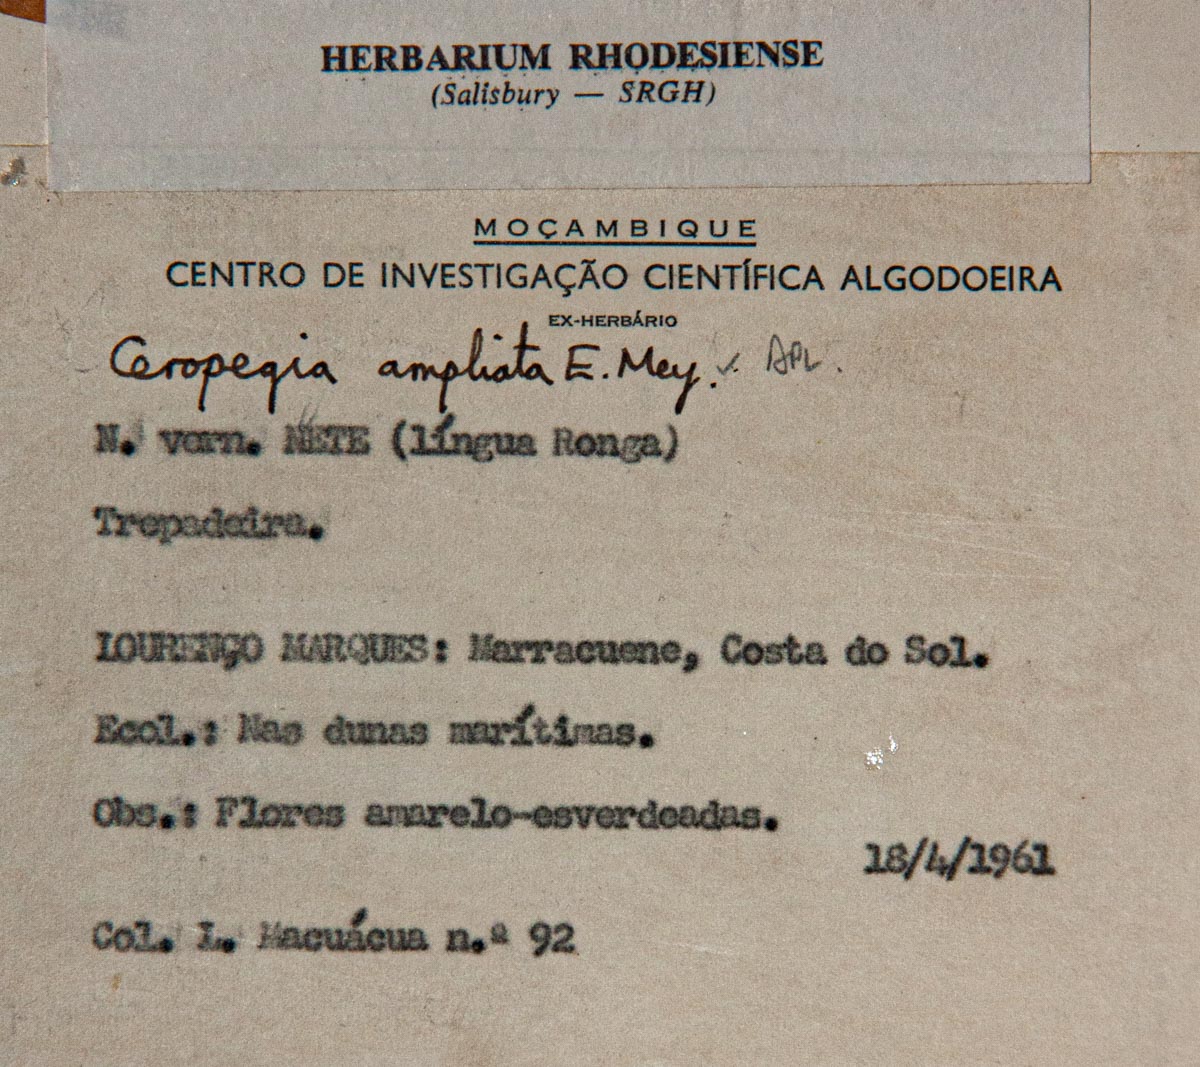 HERBARIUM RHODESIENSE
(Salisbury — SRGH)
MOÇAMBIQUE
CENTRO DE INVESTIGAÇÃO CIENTÍFICA ALGODOEIRA
EX-HERBÁRIO
Ceropegia ampliata E. Mey. ✓. APL.
N. vern. NETE (língua Ronga)
Trepadeira.
LOURENÇO MARQUES: Marracuene, Costa do Sol.
Ecol.: Nas dunas marítimas.
Obs.: Flores amarelo-esverdeadas.
18/4/1961
Col. L. Macuácua n.ª 92